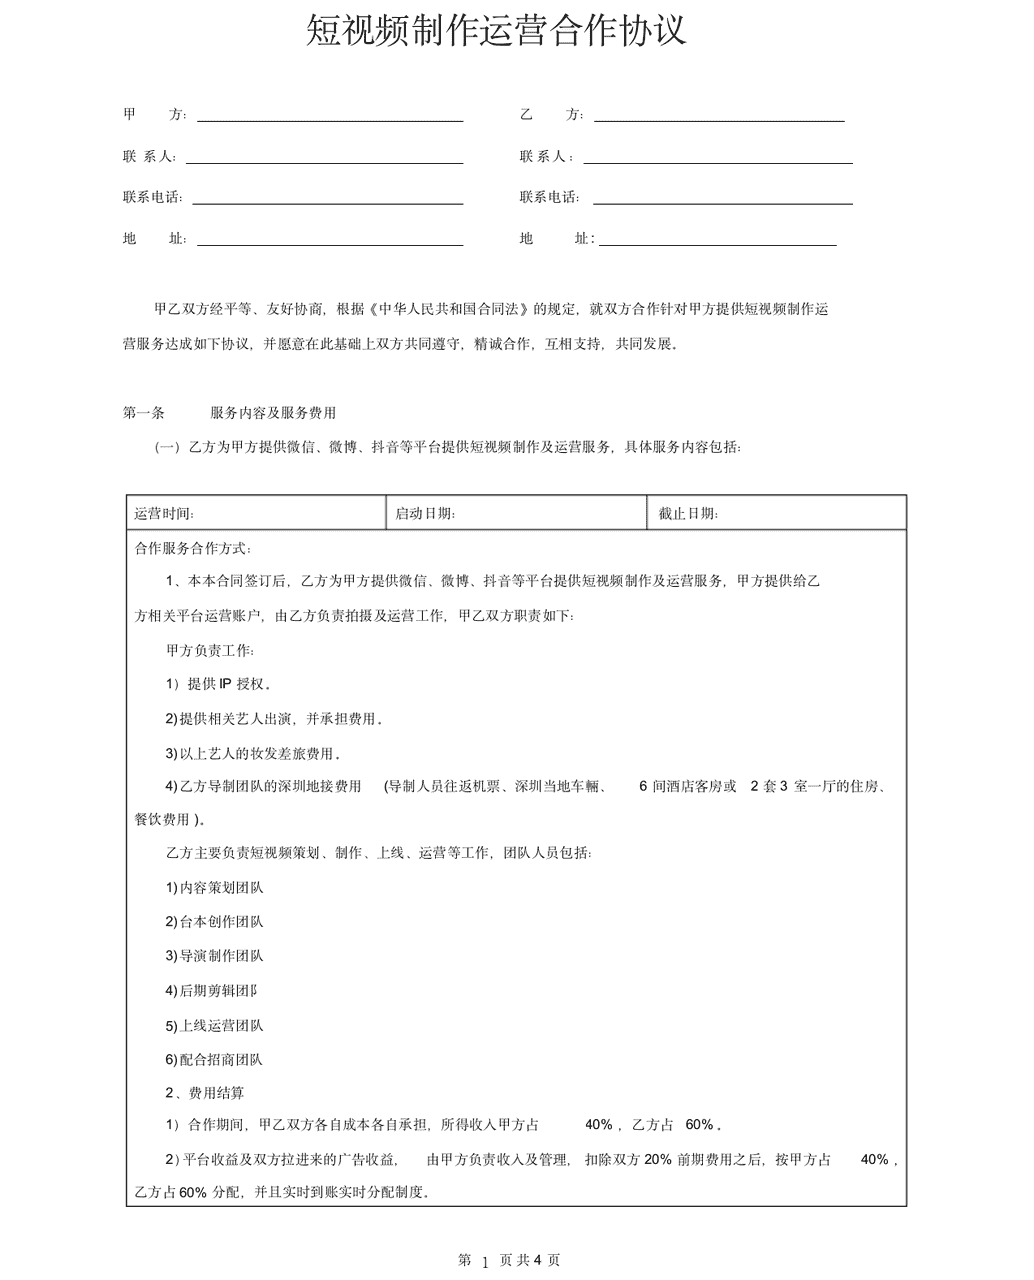 短视频制作运营合作协议
甲 方: 乙 方:
联 系人: 联系人:
联系电话: 联系电话:
地 址: 地 址:
甲乙双方经平等、友好协商，根据《中华人民共和国合同法》的规定，就双方合作针对甲方提供短视频制作运
营服务达成如下协议，并愿意在此基础上双方共同遵守，精诚合作，互相支持，共同发展。
第一条 服务内容及服务费用
(一）乙方为甲方提供微信、微博、抖音等平台提供短视频制作及运营服务，具体服务内容包括:
运营时间: 启动日期: 截止日期:
合作服务合作方式:
1、本本合同签订后，乙方为甲方提供微信、微博、抖音等平台提供短视频制作及运营服务，甲方提供给乙
方相关平台运营账户，由乙方负责拍摄及运营工作，甲乙双方职责如下:
甲方负责工作:
1）提供 IP 授权。
2)提供相关艺人出演，并承担费用。
3)以上艺人的妆发差旅费用。
4)乙方导制团队的深圳地接费用 (导制人员往返机票、深圳当地车辆、 6 间酒店客房或 2 套 3 室一厅的住房、
餐饮费用 )。
乙方主要负责短视频策划、制作、上线、运营等工作，团队人员包括:
1)内容策划团队
2)台本创作团队
3)导演制作团队
4)后期剪辑团队
5)上线运营团队
6)配合招商团队
2、费用结算
1）合作期间，甲乙双方各自成本各自承担，所得收入甲方占 40% ，乙方占 60% 。
2)平台收益及双方拉进来的广告收益， 由甲方负责收入及管理， 扣除双方 20% 前期费用之后，按甲方占 40% ，
乙方占 60% 分配，并且实时到账实时分配制度。
第 1 页 共 4 页